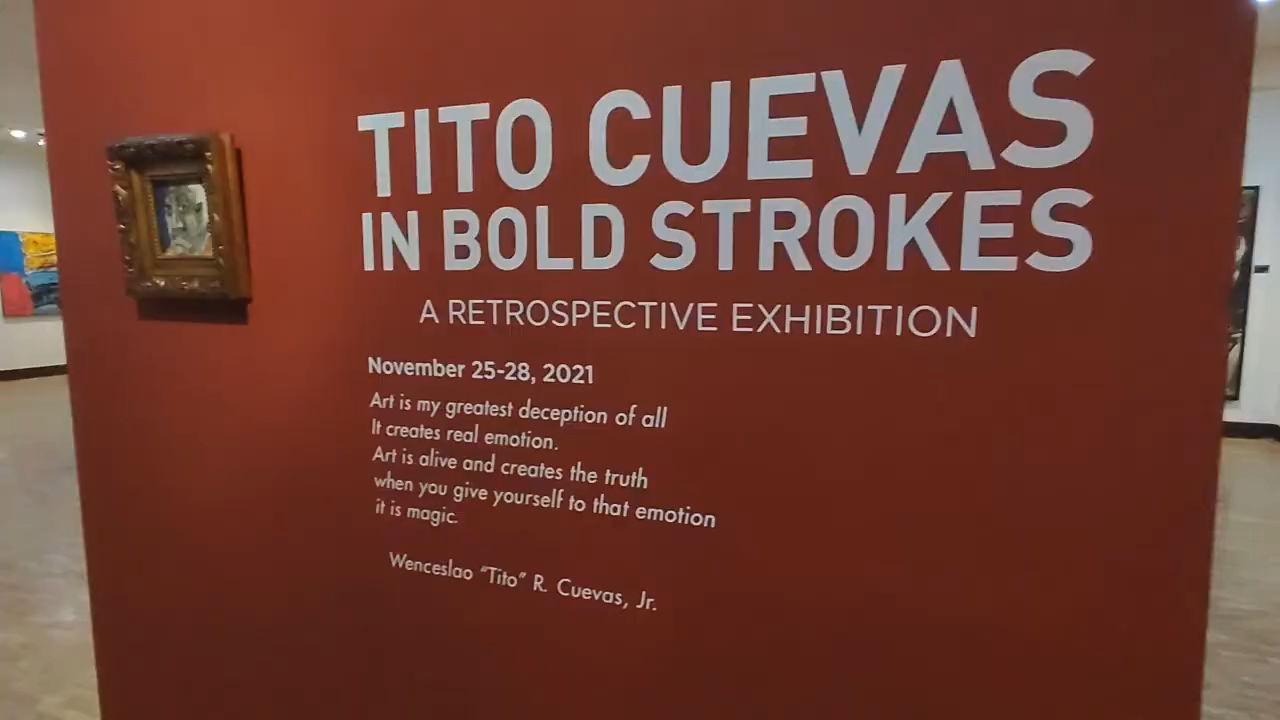 TITO CUEVAS
IN BOLD STROKES
A RETROSPECTIVE EXHIBITION
November 25-28, 2021
Art is my greatest deception of all
It creates real emotion.
Art is alive and creates the truth
when you give yourself to that emotion
it is magic.
Wenceslao “Tito” R. Cuevas, Jr.